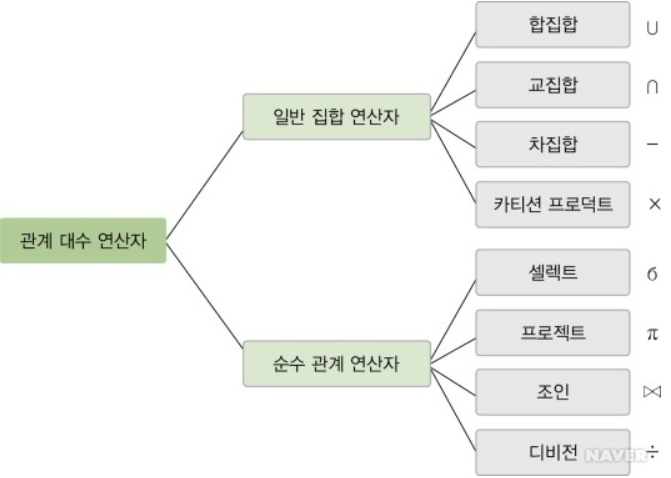 합집합 ∪
교집합 ∩
일반 집합 연산자
차집합 −
카티션 프로덕트 ×
관계 대수 연산자
셀렉트 б
프로젝트 π
순수 관계 연산자
조인 ⋈
디비전 ÷
NAVER